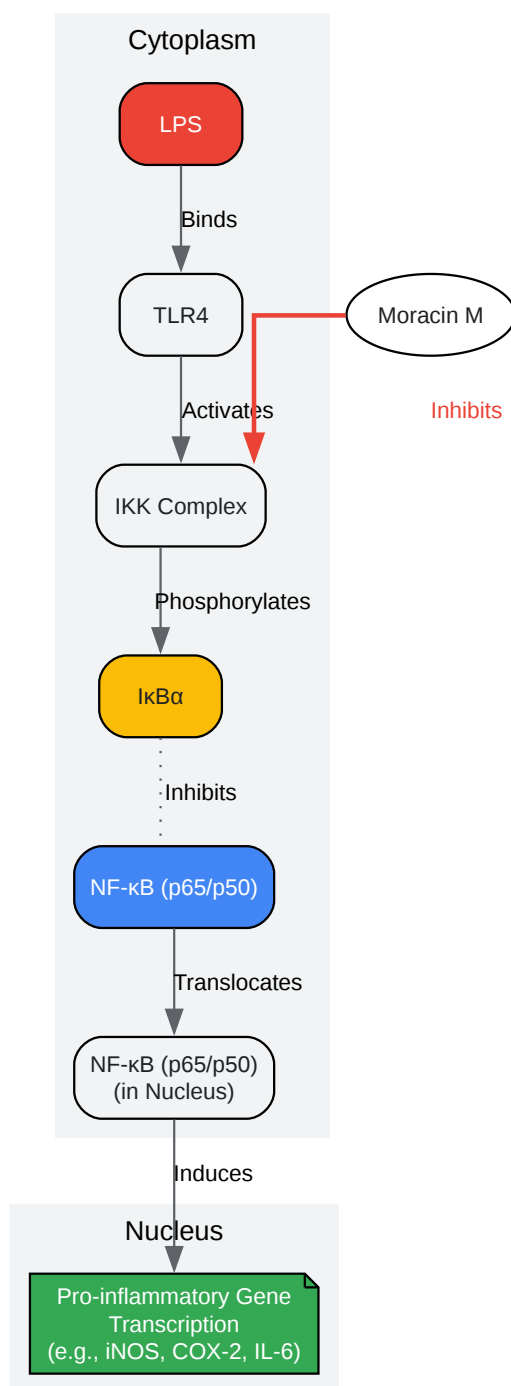 Cytoplasm
LPS
Binds
TLR4
Moracin M
Activates
Inhibits
IKK Complex
Phosphorylates
IκBα
Inhibits
NF-κB (p65/p50)
Translocates
NF-κB (p65/p50)
(in Nucleus)
Induces
Nucleus
Pro-inflammatory Gene
Transcription
(e.g., iNOS, COX-2, IL-6)